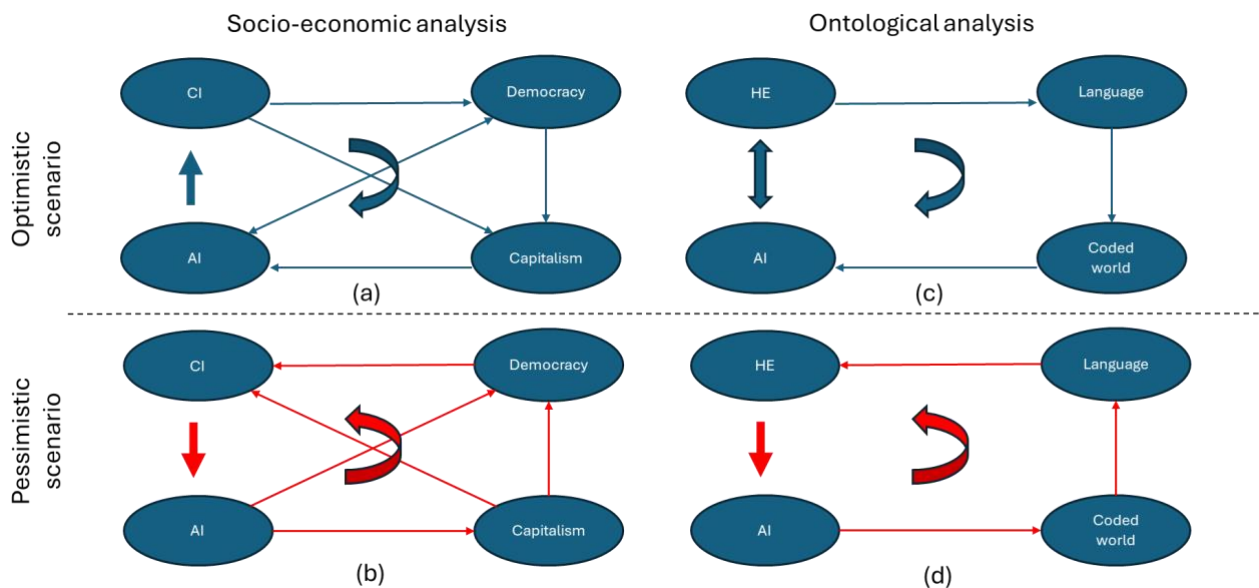 Socio-economic analysis
Ontological analysis
Optimistic
scenario
CI
Democracy
AI
Capitalism
(a)
HE
Language
AI
Coded
world
(c)
Pessimistic
scenario
CI
Democracy
AI
Capitalism
(b)
HE
Language
AI
Coded
world
(d)